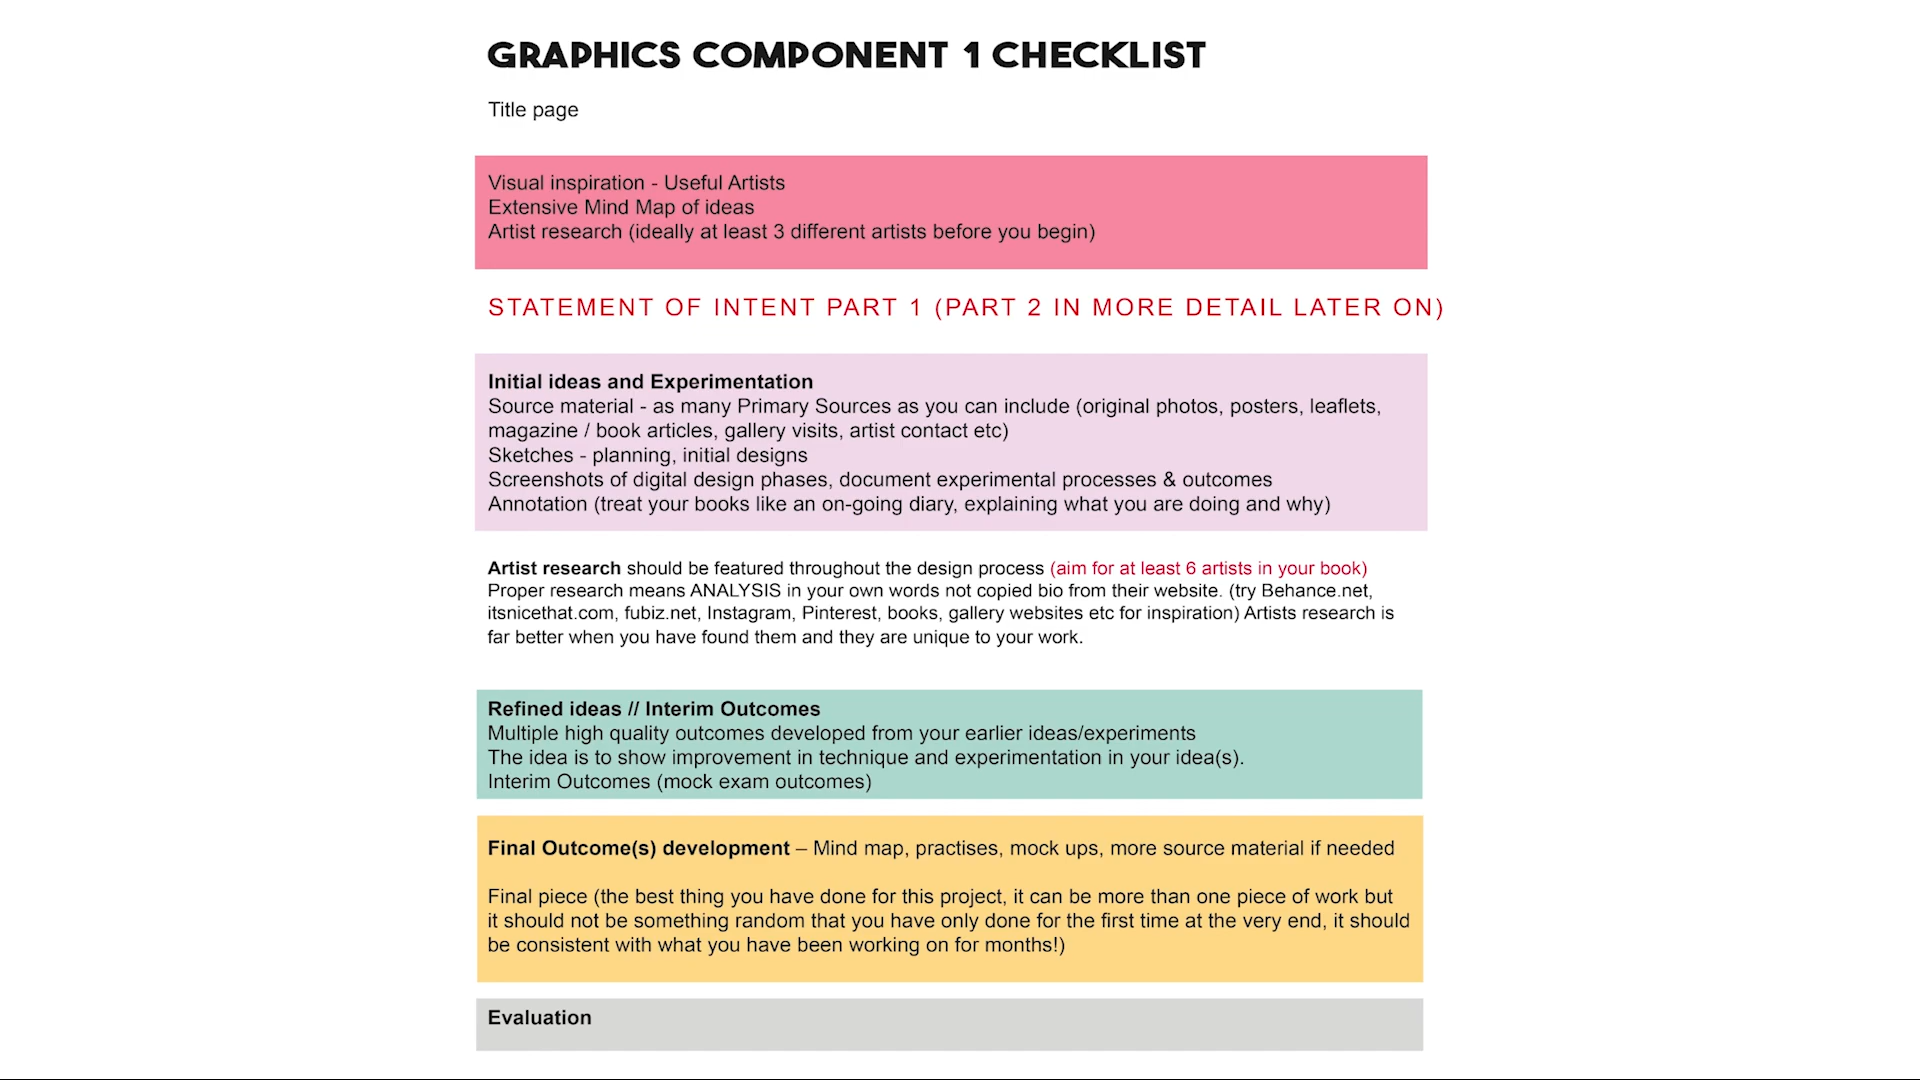 GRAPHICS COMPONENT 1 CHECKLIST
Title page
Visual inspiration - Useful Artists
Extensive Mind Map of ideas
Artist research (ideally at least 3 different artists before you begin)
STATEMENT OF INTENT PART 1 (PART 2 IN MORE DETAIL LATER ON)
Initial ideas and Experimentation
Source material - as many Primary Sources as you can include (original photos, posters, leaflets,
magazine / book articles, gallery visits, artist contact etc)
Sketches - planning, initial designs
Screenshots of digital design phases, document experimental processes & outcomes
Annotation (treat your books like an on-going diary, explaining what you are doing and why)
Artist research should be featured throughout the design process (aim for at least 6 artists in your book)
Proper research means ANALYSIS in your own words not copied bio from their website. (try Behance.net,
itsnicethat.com, fubiz.net, Instagram, Pinterest, books, gallery websites etc for inspiration) Artists research is
far better when you have found them and they are unique to your work.
Refined ideas // Interim Outcomes
Multiple high quality outcomes developed from your earlier ideas/experiments
The idea is to show improvement in technique and experimentation in your idea(s).
Interim Outcomes (mock exam outcomes)
Final Outcome(s) development – Mind map, practises, mock ups, more source material if needed
Final piece (the best thing you have done for this project, it can be more than one piece of work but
it should not be something random that you have only done for the first time at the very end, it should
be consistent with what you have been working on for months!)
Evaluation